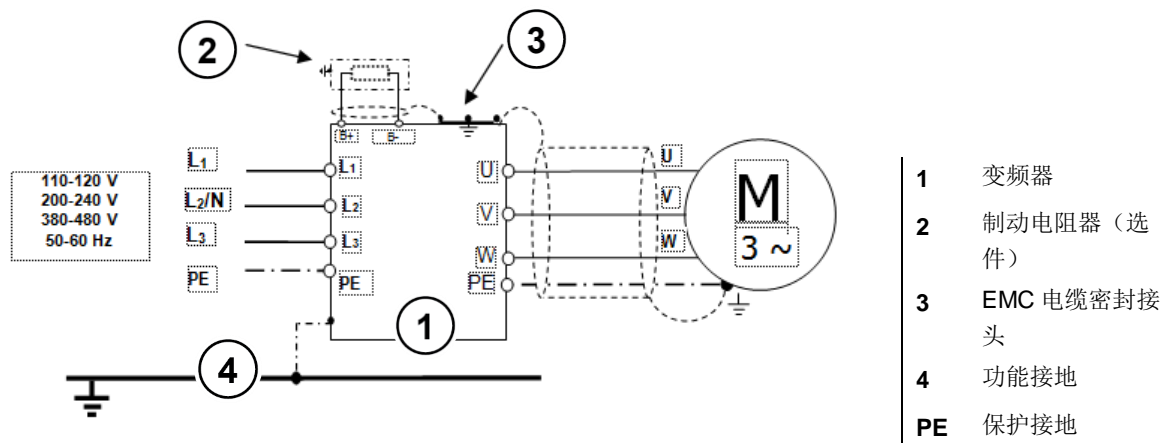 2
3
B+ B-
L1 L1 U U
110-120 V
200-240 V
380-480 V
50-60 Hz
L2/N L2 V V
L3 L3 W W
PE PE PE
M
3 ~
1
4
1 变频器
2 制动电阻器（选
件）
3 EMC 电缆密封接
头
4 功能接地
PE 保护接地